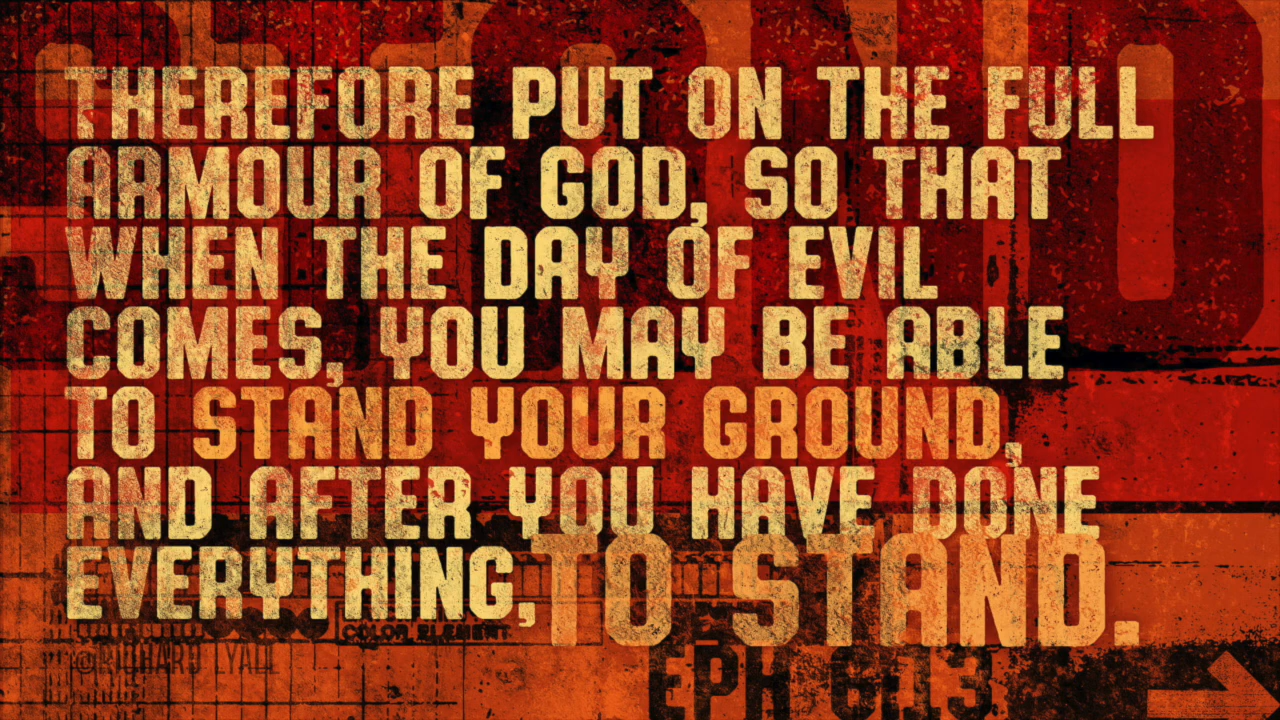 STAND
THEREFORE PUT ON THE FULL
ARMOUR OF GOD, SO THAT
WHEN THE DAY OF EVIL
COMES, YOU MAY BE ABLE
TO STAND YOUR GROUND,
AND AFTER YOU HAVE DONE
EVERYTHING, TO STAND.
COLOR ELEMENT
@RICHARD LYALL
EPH 6:13